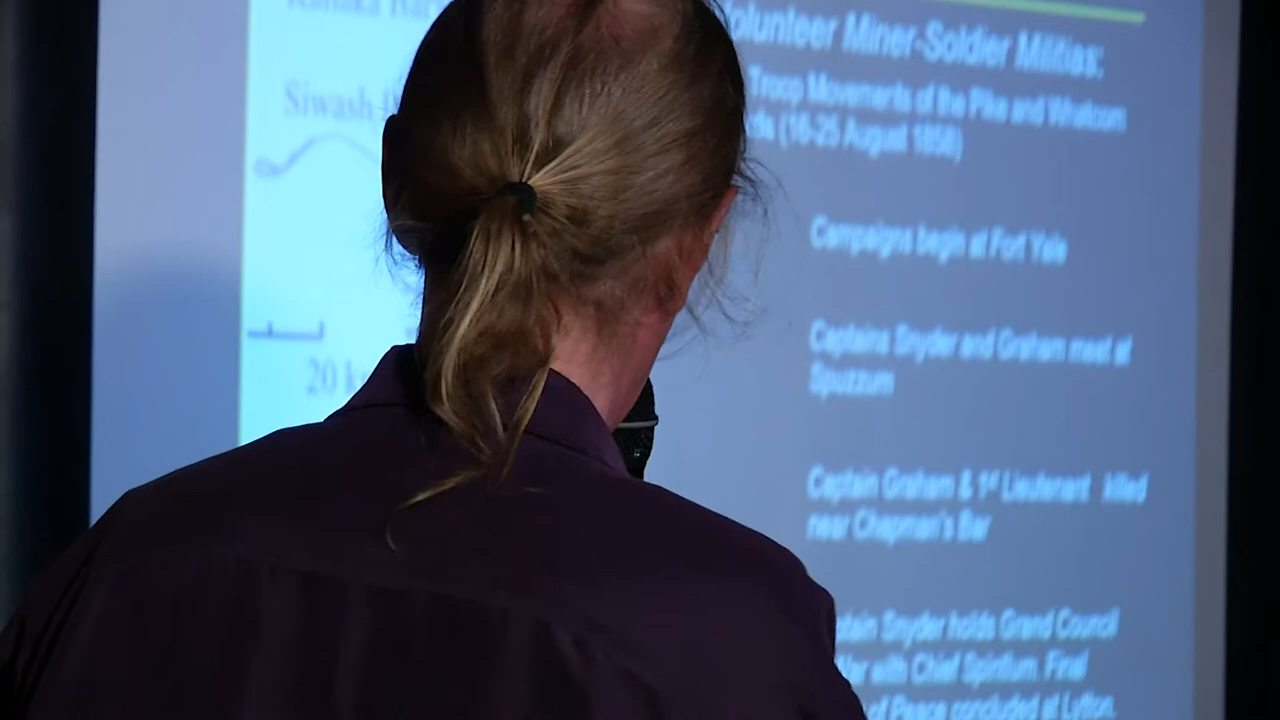 Siwash
20 k
Volunteer Miner-Soldier Militias:
Troop Movements of the Pike and Whatcom
(16-25 August 1858)
Campaigns begin at Fort Yale
Captains Snyder and Graham meet at
Spuzzum
Captain Graham & 1st Lieutenant killed
near Chapman's Bar
Snyder holds Grand Council
War with Chief Spintlum. Final
of Peace concluded at Lytton.